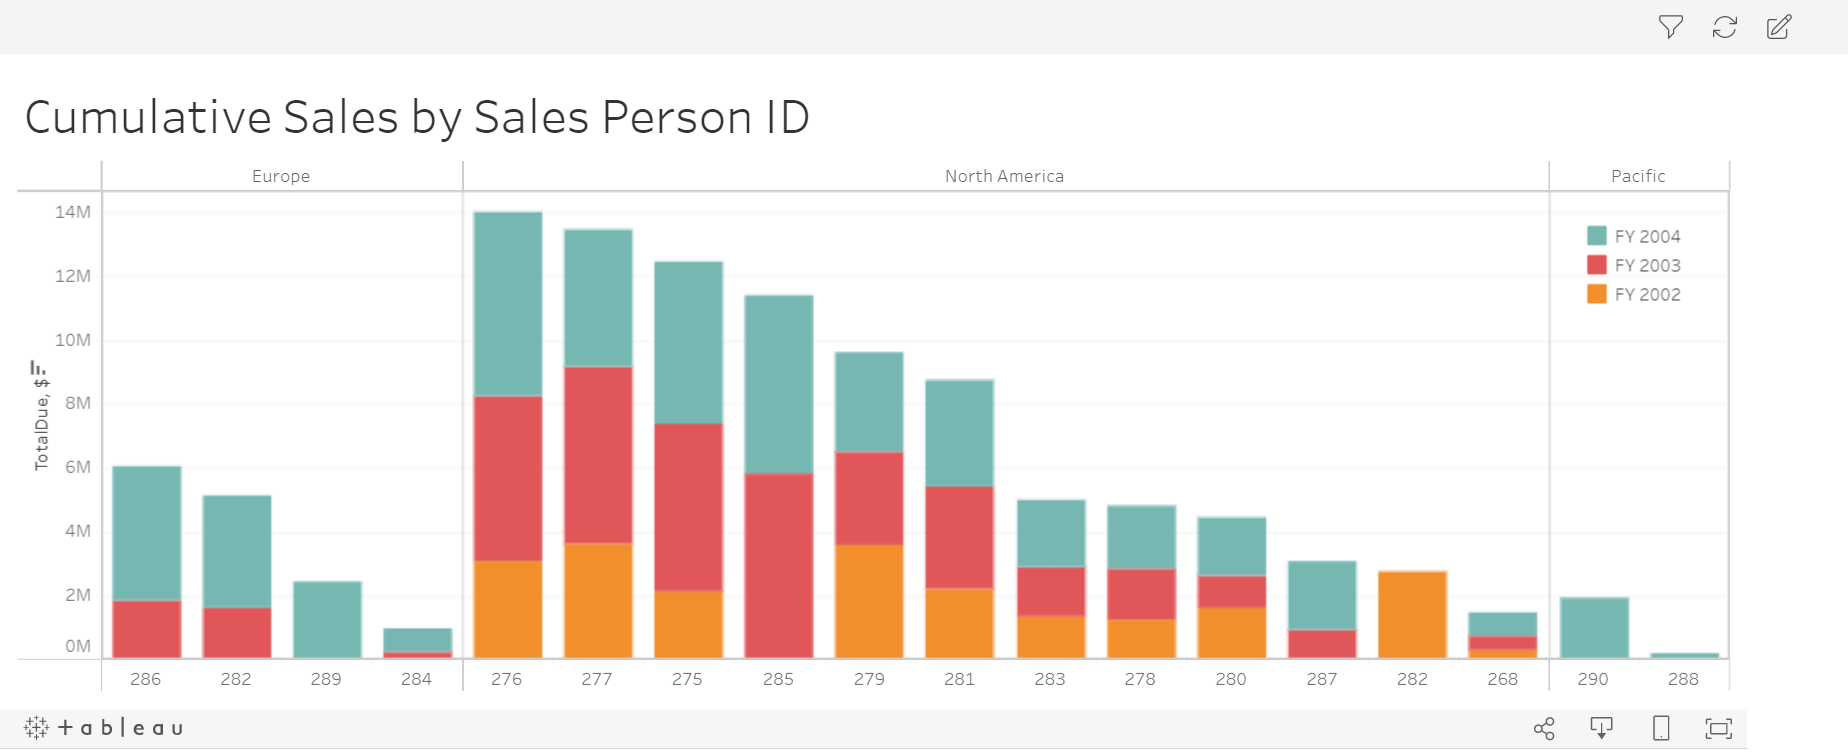 Cumulative Sales by Sales Person ID
Europe North America Pacific
14M
12M
10M
8M
6M
4M
2M
0M
TotalDue, $
FY 2004
FY 2003
FY 2002
286 282 289 284 276 277 275 285 279 281 283 278 280 287 282 268 290 288
+ableau